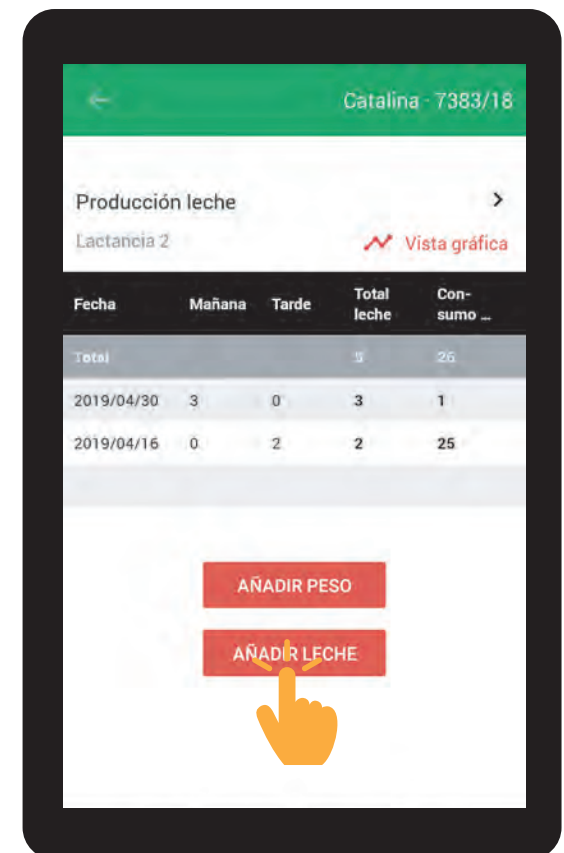 Catalina - 7383/18
Producción leche
Lactancia 2
Vista gráfica
Fecha Mañana Tarde Total leche Con-sumo ...
Total 5 26
2019/04/30 3 0 3 1
2019/04/16 0 2 2 25
AÑADIR PESO
AÑADIR LECHE